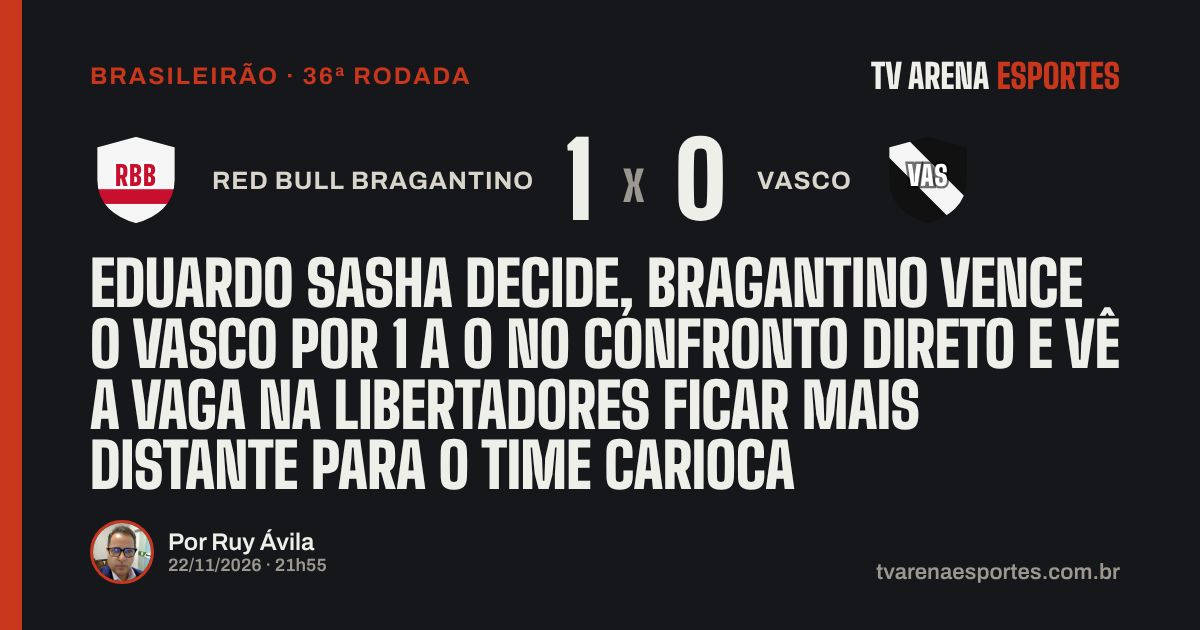 BRASILEIRÃO · 36ª RODADA
TV ARENA ESPORTES
RBB RED BULL BRAGANTINO 1 X 0 VASCO VAS
EDUARDO SASHA DECIDE, BRAGANTINO VENCE
O VASCO POR 1 A 0 NO CONFRONTO DIRETO E VÊ
A VAGA NA LIBERTADORES FICAR MAIS
DISTANTE PARA O TIME CARIOCA
Por Ruy Ávila
22/11/2026 · 21h55
tvarenaesportes.com.br